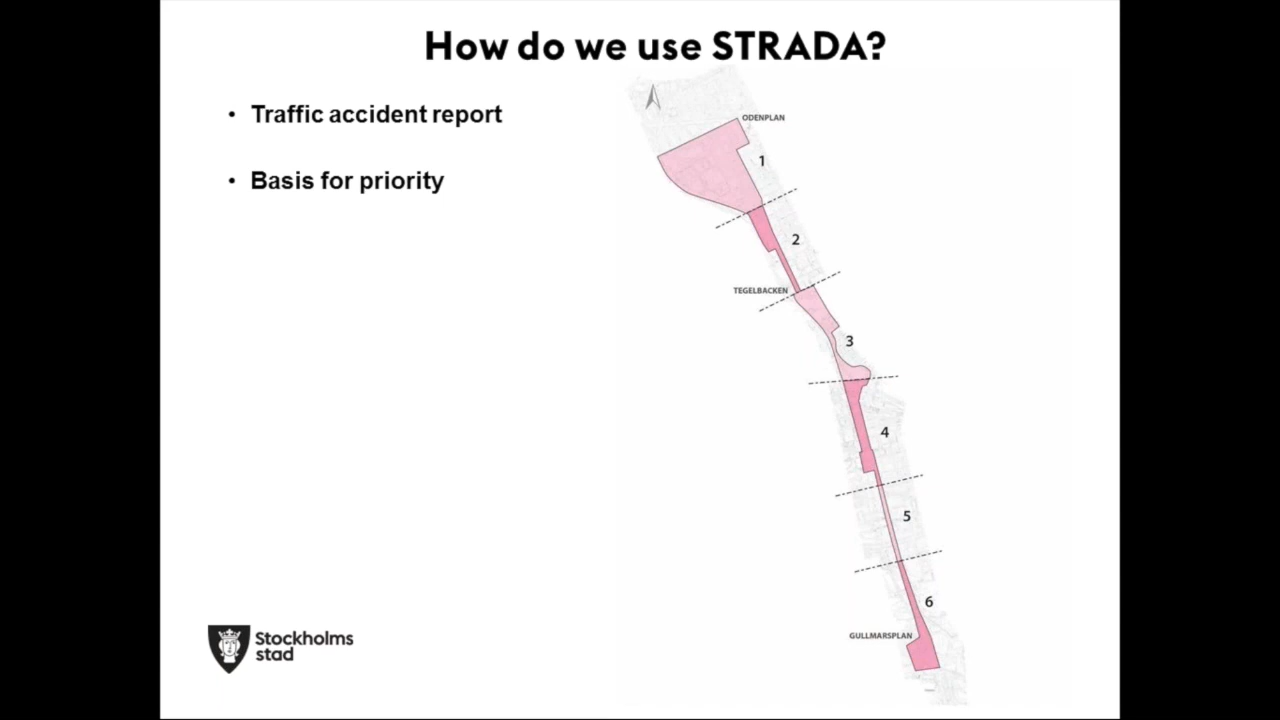 How do we use STRADA?
• Traffic accident report
• Basis for priority
ODENPLAN
1
2
TEGELBACKEN
3
4
5
6
GULLMARSPLAN
Stockholms
stad